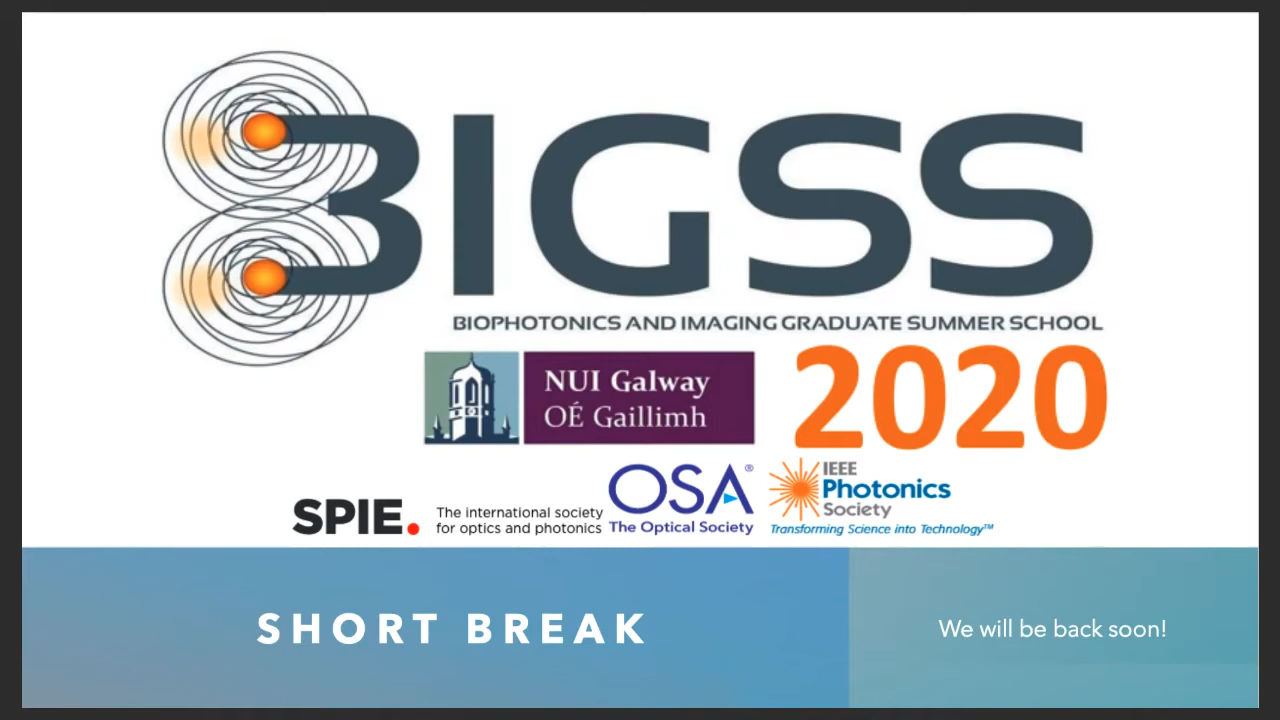 BIGSS
BIOPHOTONICS AND IMAGING GRADUATE SUMMER SCHOOL
NUI Galway
OÉ Gaillimh
2020
SPIE.
The international society
for optics and photonics
OSA®
The Optical Society
IEEE
Photonics
Society
Transforming Science into Technology™
SHORT BREAK
We will be back soon!